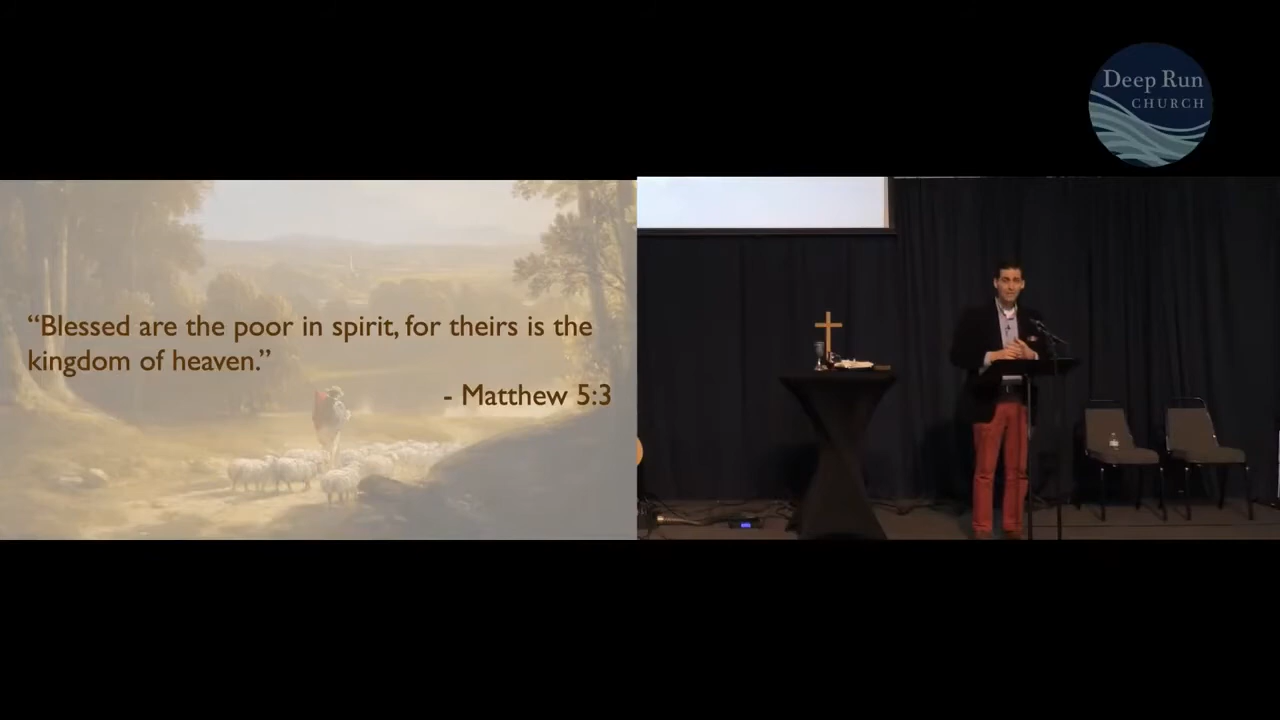 Deep Run
CHURCH
“Blessed are the poor in spirit, for theirs is the
kingdom of heaven.”
- Matthew 5:3